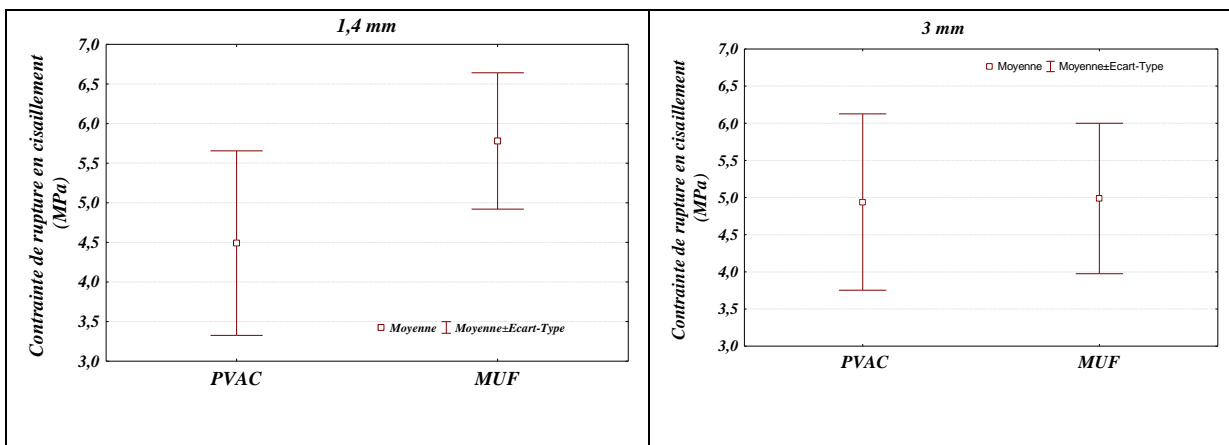 1,4 mm
Contrainte de rupture en cisaillement
(MPa)
7,0
6,5
6,0
5,5
5,0
4,5
4,0
3,5
3,0
Moyenne Moyenne±Ecart-Type
PVAC MUF
3 mm
Contrainte de rupture en cisaillement
(MPa)
7,0
6,5
6,0
5,5
5,0
4,5
4,0
3,5
3,0
Moyenne Moyenne±Ecart-Type
PVAC MUF